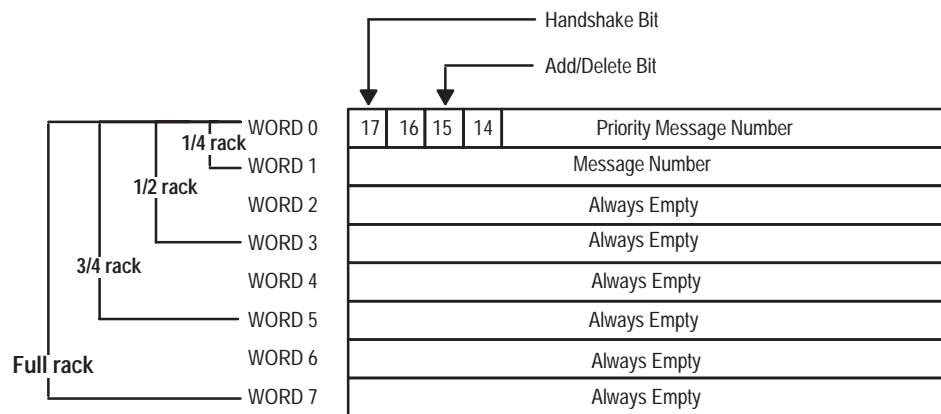 Handshake Bit
Add/Delete Bit
WORD 0 17 16 15 14 Priority Message Number
1/4 rack
WORD 1 Message Number
1/2 rack
WORD 2 Always Empty
WORD 3 Always Empty
3/4 rack
WORD 4 Always Empty
WORD 5 Always Empty
Full rack
WORD 6 Always Empty
WORD 7 Always Empty